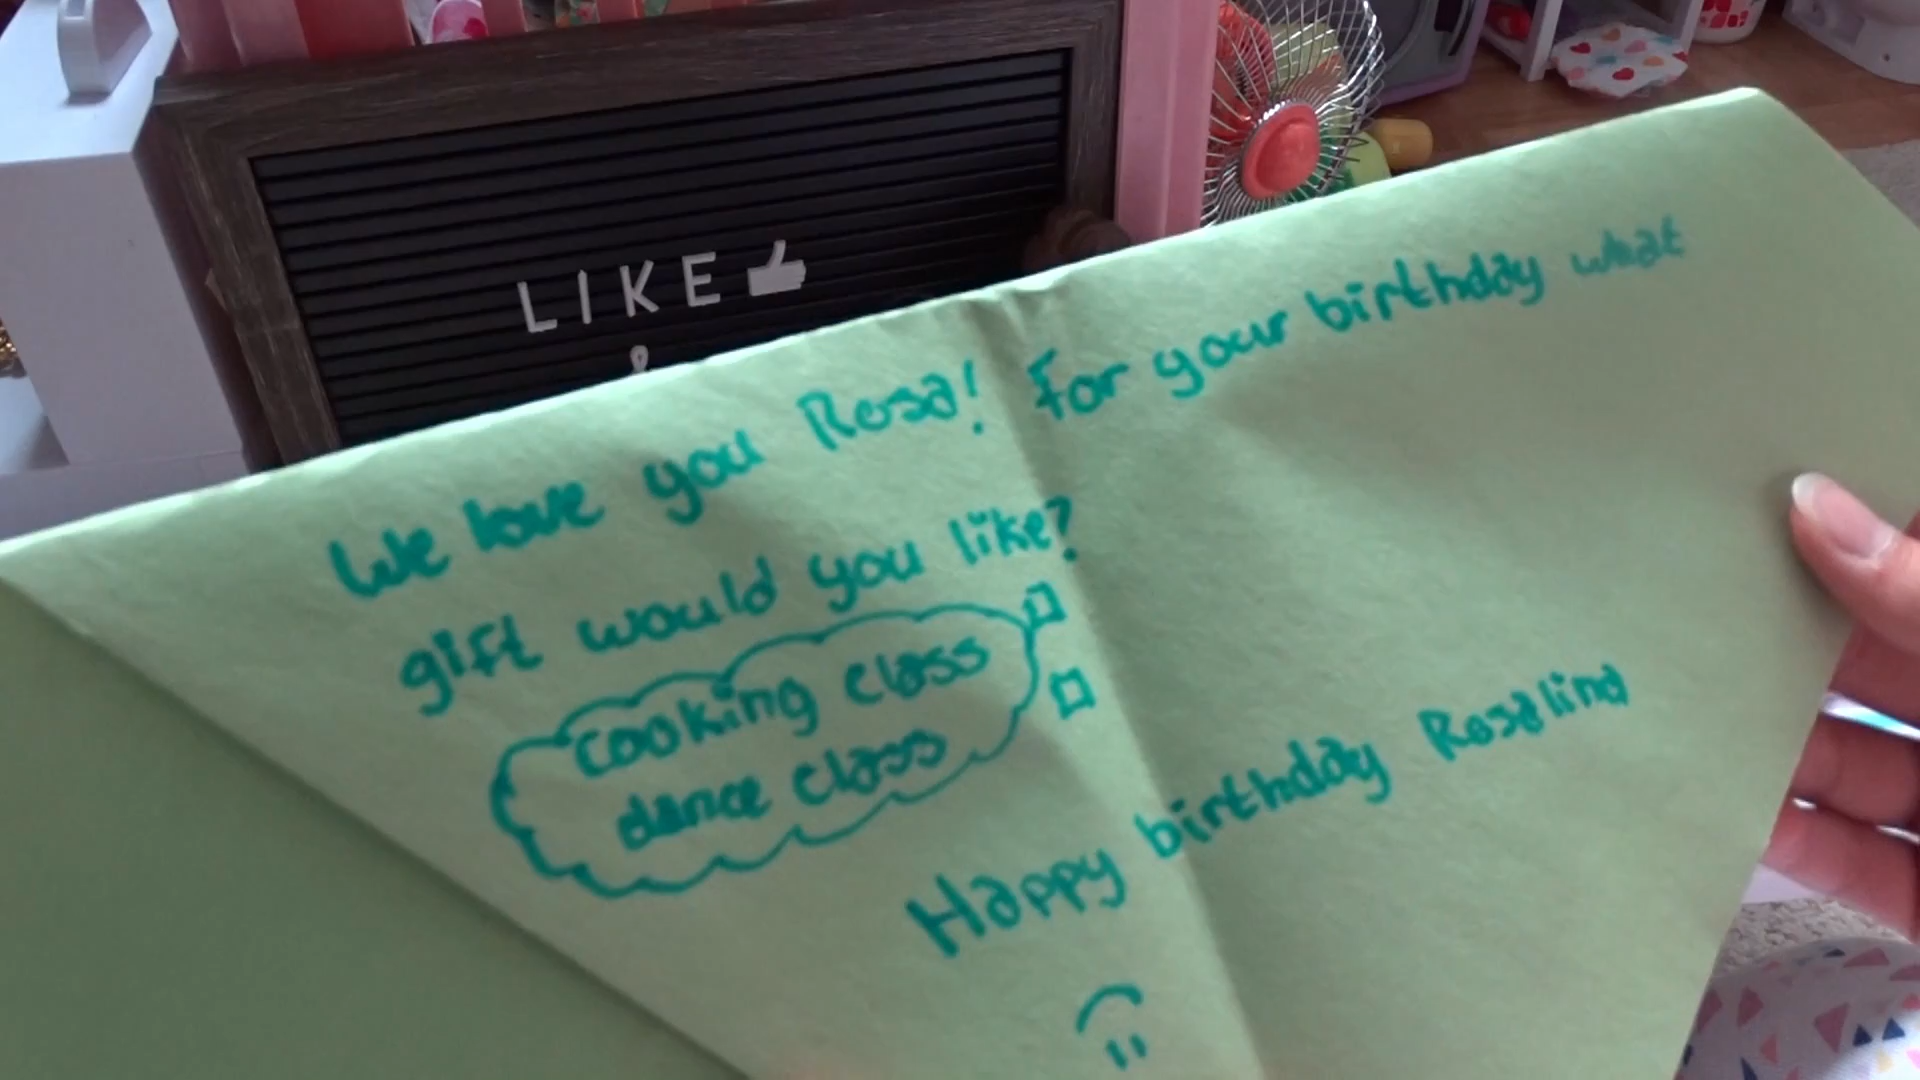 LIKE
&
We love you Rosa! For your birthday what
gift would you like?
cooking class
dance class
Happy birthday Rosalind